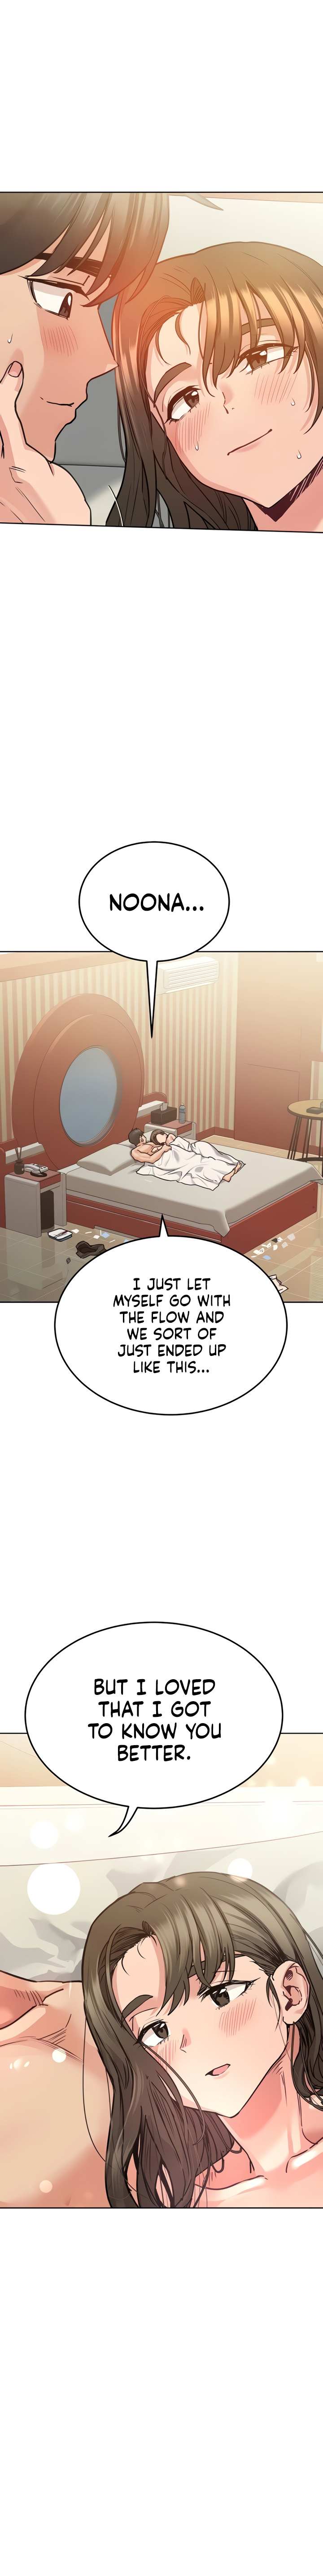 NOONA...
I JUST LET
MYSELF GO WITH
THE FLOW AND
WE SORT OF
JUST ENDED UP
LIKE THIS...
BUT I LOVED
THAT I GOT
TO KNOW YOU
BETTER.